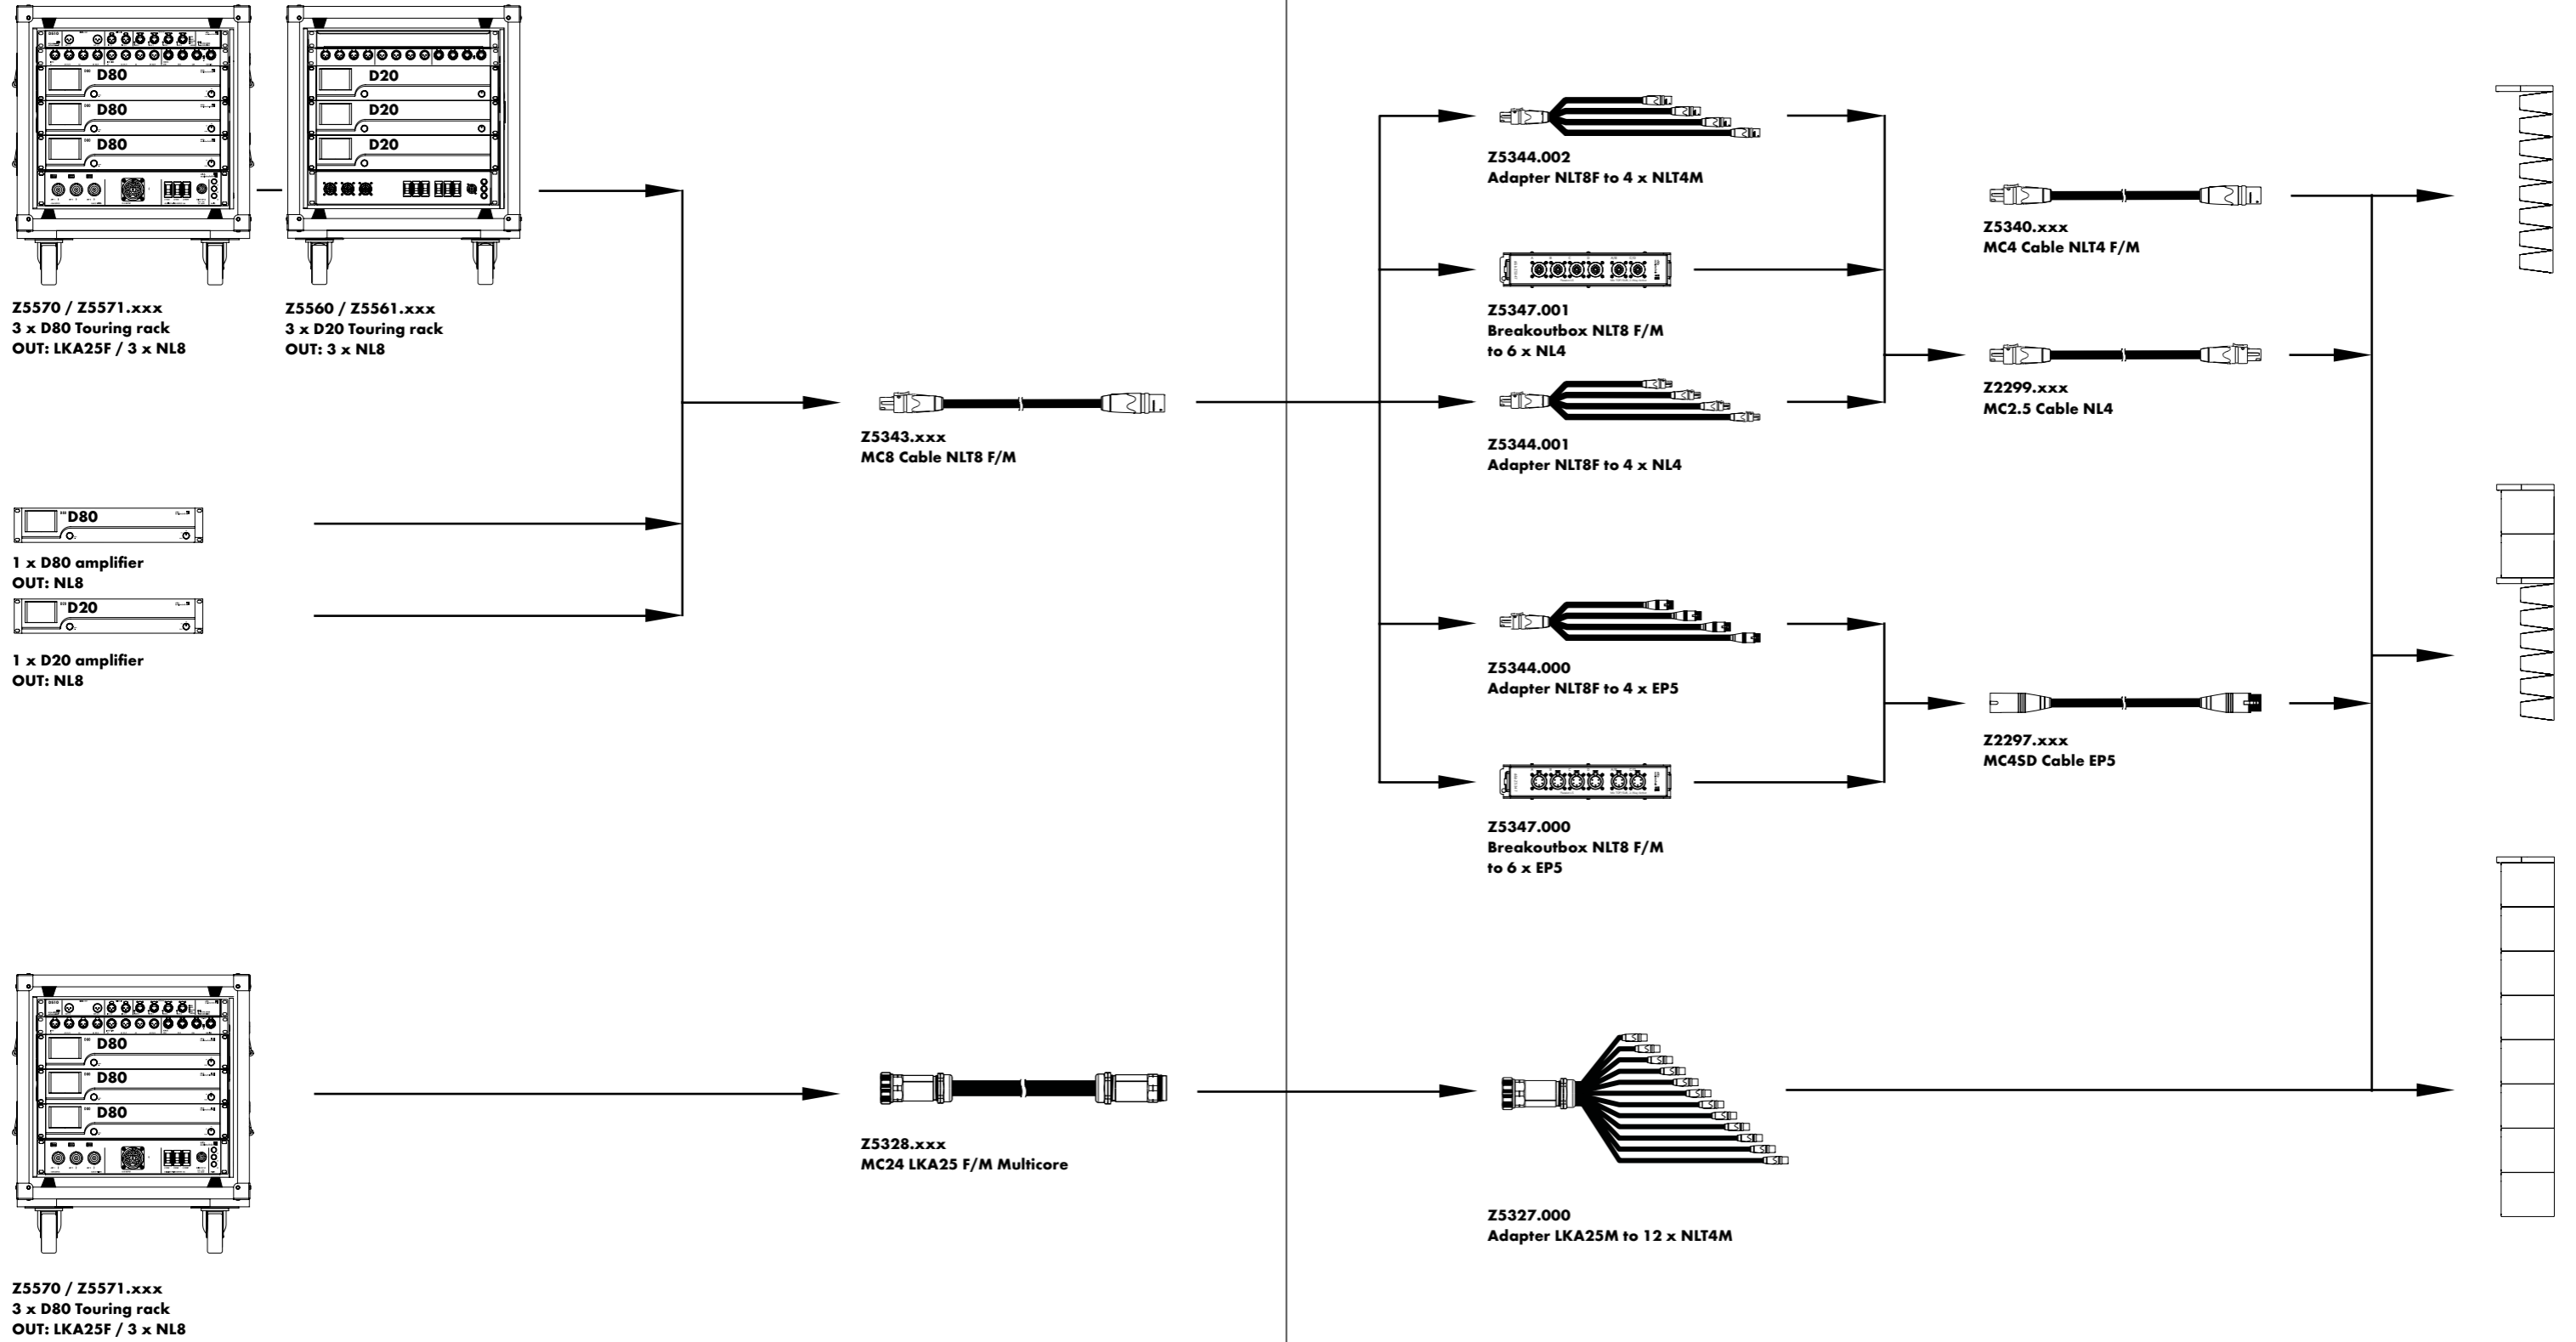 D80
D80
D80
Z5570 / Z5571.xxx
3 x D80 Touring rack
OUT: LKA25F / 3 x NL8
D20
D20
D20
Z5560 / Z5561.xxx
3 x D20 Touring rack
OUT: 3 x NL8
D80
1 x D80 amplifier
OUT: NL8
D20
1 x D20 amplifier
OUT: NL8
Z5343.xxx
MC8 Cable NLT8 F/M
Z5344.002
Adapter NLT8F to 4 x NLT4M
Z5347.001
Breakoutbox NLT8 F/M
to 6 x NL4
Z5344.001
Adapter NLT8F to 4 x NL4
Z5344.000
Adapter NLT8F to 4 x EP5
Z5347.000
Breakoutbox NLT8 F/M
to 6 x EP5
Z5340.xxx
MC4 Cable NLT4 F/M
Z2299.xxx
MC2.5 Cable NL4
Z2297.xxx
MC4SD Cable EP5
D80
D80
D80
Z5570 / Z5571.xxx
3 x D80 Touring rack
OUT: LKA25F / 3 x NL8
Z5328.xxx
MC24 LKA25 F/M Multicore
Z5327.000
Adapter LKA25M to 12 x NLT4M